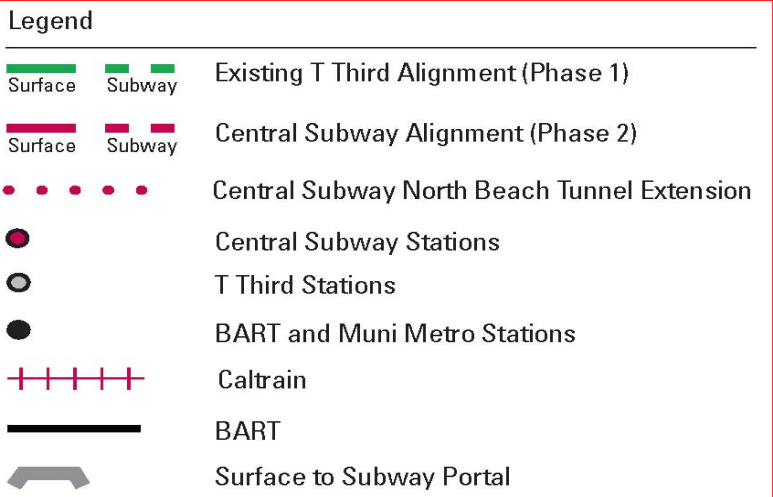 Legend
Surface Subway Existing T Third Alignment (Phase 1)
Surface Subway Central Subway Alignment (Phase 2)
Central Subway North Beach Tunnel Extension
Central Subway Stations
T Third Stations
BART and Muni Metro Stations
Caltrain
BART
Surface to Subway Portal